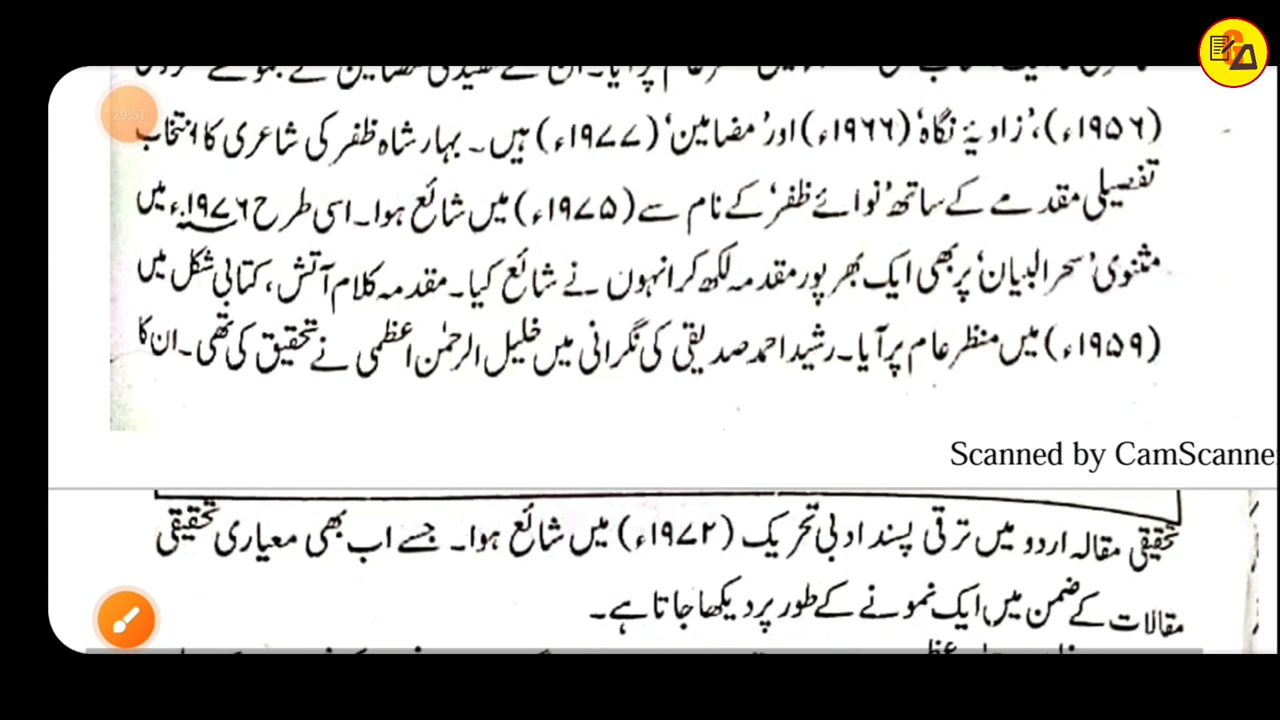 29:51
(۱۹۵۶ء)، ’زاویۂ نگاہ‘ (۱۹۶۶ء) اور ’مضامین‘ (۱۹۷۷ء) ہیں۔ بہار شاہ ظفر کی شاعری کا انتخاب
تفصیلی مقدمے کے ساتھ ’نوائے ظفر‘ کے نام سے (۱۹۷۵ء) میں شائع ہوا۔ اسی طرح ۱۹۷۶ء میں
مثنوی ’سحر البیان‘ پر بھی ایک بھر پور مقدمہ لکھ کر انہوں نے شائع کیا۔ مقدمہ کلام آتش، کتابی شکل میں
(۱۹۵۹ء) میں منظر عام پر آیا۔ رشید احمد صدیقی کی نگرانی میں خلیل الرحمٰن اعظمی نے تحقیق کی تھی۔ ان کا
Scanned by CamScanne
تحقیقی مقالہ اردو میں ترقی پسند ادبی تحریک (۱۹۷۲ء) میں شائع ہوا۔ جسے اب بھی معیاری تحقیقی
مقالات کے ضمن میں ایک نمونے کے طور پر دیکھا جاتا ہے۔